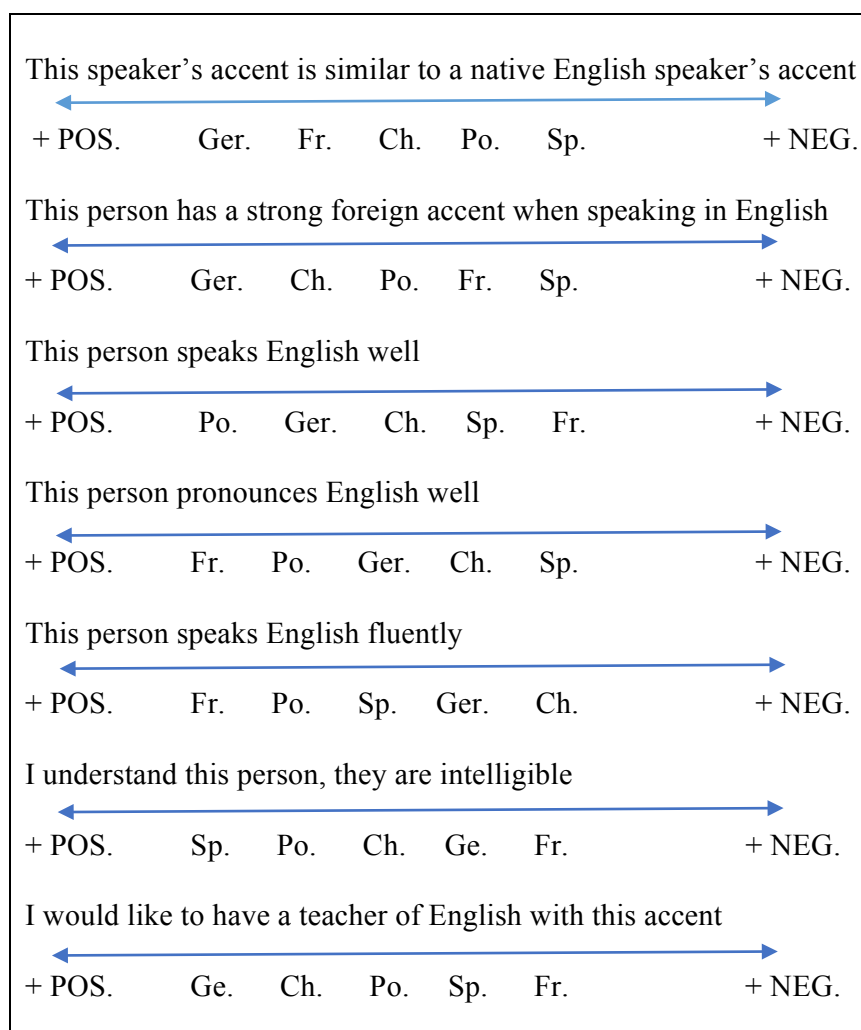 This speaker’s accent is similar to a native English speaker’s accent
+ POS. Ger. Fr. Ch. Po. Sp. + NEG.
This person has a strong foreign accent when speaking in English
+ POS. Ger. Ch. Po. Fr. Sp. + NEG.
This person speaks English well
+ POS. Po. Ger. Ch. Sp. Fr. + NEG.
This person pronounces English well
+ POS. Fr. Po. Ger. Ch. Sp. + NEG.
This person speaks English fluently
+ POS. Fr. Po. Sp. Ger. Ch. + NEG.
I understand this person, they are intelligible
+ POS. Sp. Po. Ch. Ge. Fr. + NEG.
I would like to have a teacher of English with this accent
+ POS. Ge. Ch. Po. Sp. Fr. + NEG.